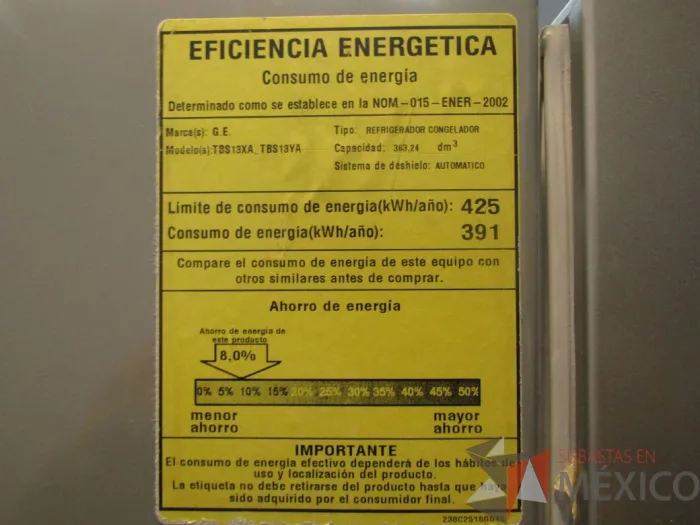 EFICIENCIA ENERGETICA
Consumo de energía
Determinado como se establece en la NOM-015-ENER-2002
Marca(s): G.E. Tipo: REFRIGERADOR CONGELADOR
Modelo(s): TBS13XA, TBS13YA Capacidad: 363.24 dm³
Sistema de deshielo: AUTOMATICO
Limite de consumo de energía(kWh/año): 425
Consumo de energía(kWh/año): 391
Compare el consumo de energía de este equipo con
otros similares antes de comprar.
Ahorro de energía
Ahorro de energía de
este producto
8,0%
0% 5% 10% 15% 20% 25% 30% 35% 40% 45% 50%
menor
ahorro
mayor
ahorro
IMPORTANTE
El consumo de energía efectivo dependerá de los hábitos de
uso y localización del producto.
La etiqueta no debe retirarse del producto hasta que haya
sido adquirido por el consumidor final.
SUBASTAS EN
MÉXICO